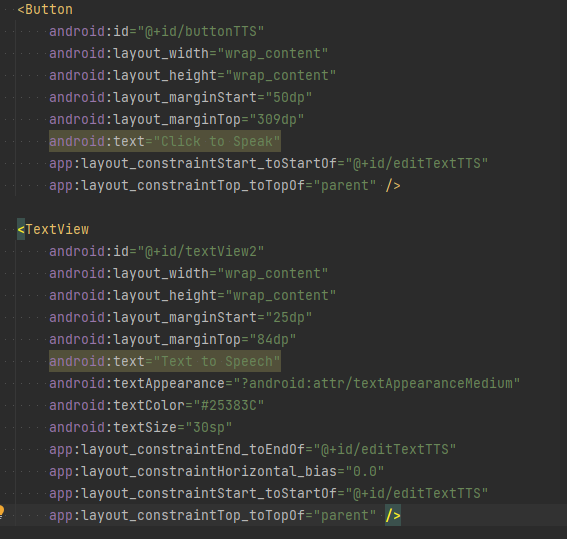 <Button
android:id="@+id/buttonTTS"
android:layout_width="wrap_content"
android:layout_height="wrap_content"
android:layout_marginStart="50dp"
android:layout_marginTop="309dp"
android:text="Click to Speak"
app:layout_constraintStart_toStartOf="@+id/editTextTTS"
app:layout_constraintTop_toTopOf="parent" />
<TextView
android:id="@+id/textView2"
android:layout_width="wrap_content"
android:layout_height="wrap_content"
android:layout_marginStart="25dp"
android:layout_marginTop="84dp"
android:text="Text to Speech"
android:textAppearance="?android:attr/textAppearanceMedium"
android:textColor="#25383C"
android:textSize="30sp"
app:layout_constraintEnd_toEndOf="@+id/editTextTTS"
app:layout_constraintHorizontal_bias="0.0"
app:layout_constraintStart_toStartOf="@+id/editTextTTS"
app:layout_constraintTop_toTopOf="parent" />